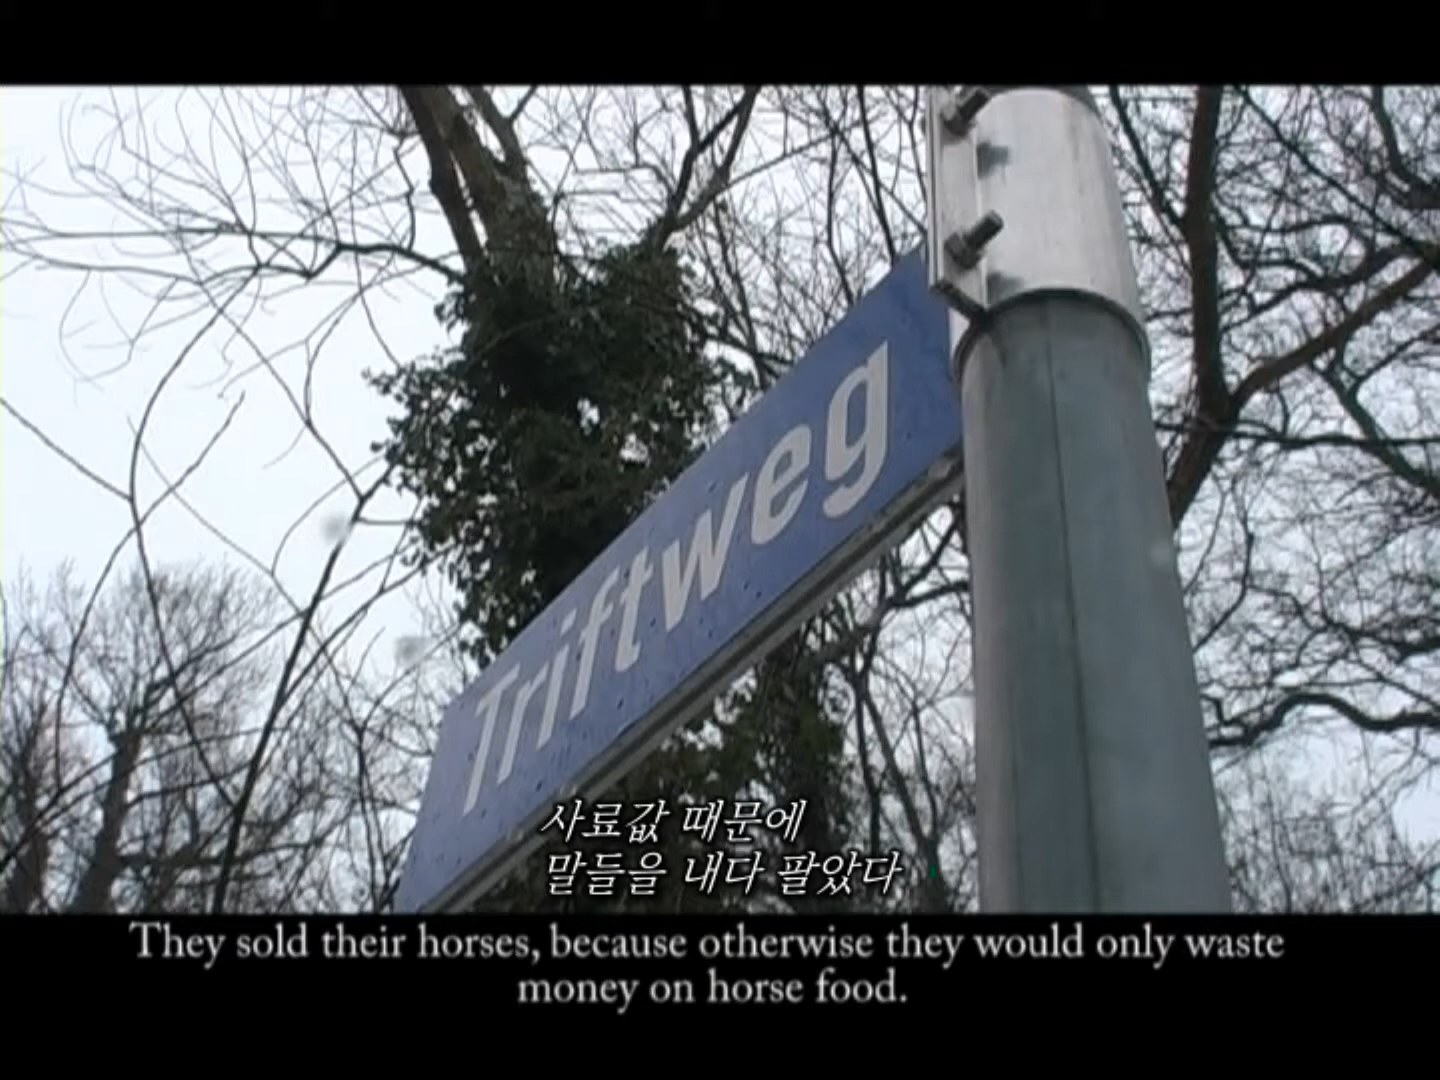 Triftweg
사료값 때문에
말들을 내다 팔았다
They sold their horses, because otherwise they would only waste
money on horse food.